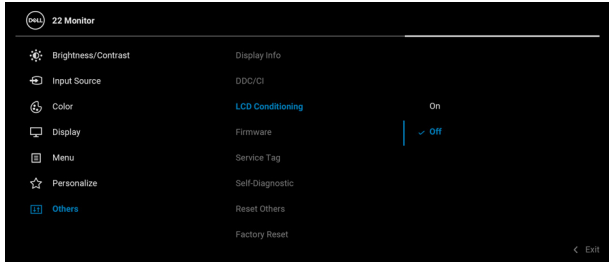 DELL 22 Monitor
Brightness/Contrast Display Info
Input Source DDC/CI
Color LCD Conditioning On
Display Firmware Off
Menu Service Tag
Personalize Self-Diagnostic
Others Reset Others
Factory Reset
Exit